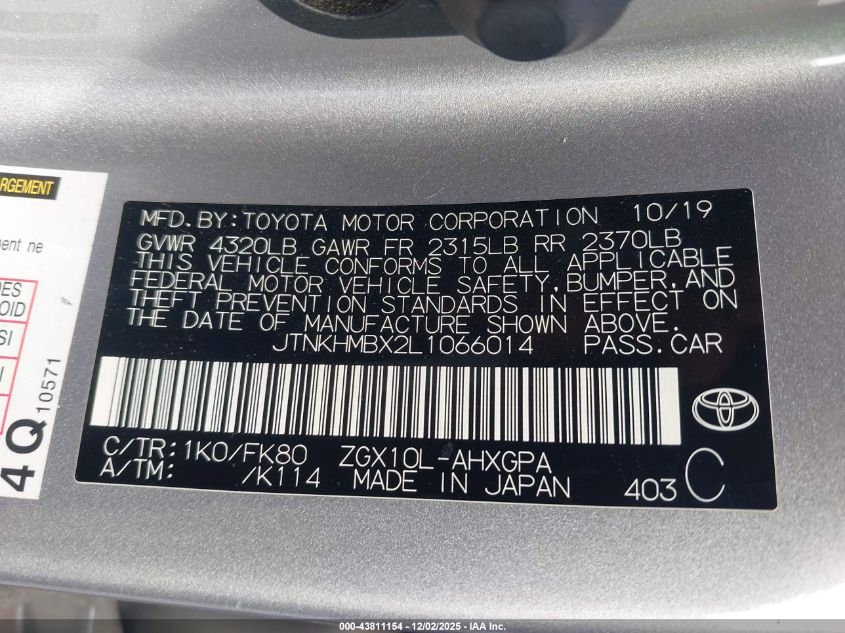 MFD. BY: TOYOTA MOTOR CORPORATION 10/19
GVWR 4320LB GAWR FR 2315LB RR 2370LB
THIS VEHICLE CONFORMS TO ALL APPLICABLE
FEDERAL MOTOR VEHICLE SAFETY, BUMPER, AND
THEFT PREVENTION STANDARDS IN EFFECT ON
THE DATE OF MANUFACTURE SHOWN ABOVE.
JTNKHMBX2L1066014 PASS. CAR
C/TR: 1K0/FK80 ZGX10L-AHXGPA
A/TM: /K114 MADE IN JAPAN 403 C
RGEMENT
ment ne
DES
OID
SI
I
4Q 10571
200-43811154 - 12/02/2025 - IAA Inc.